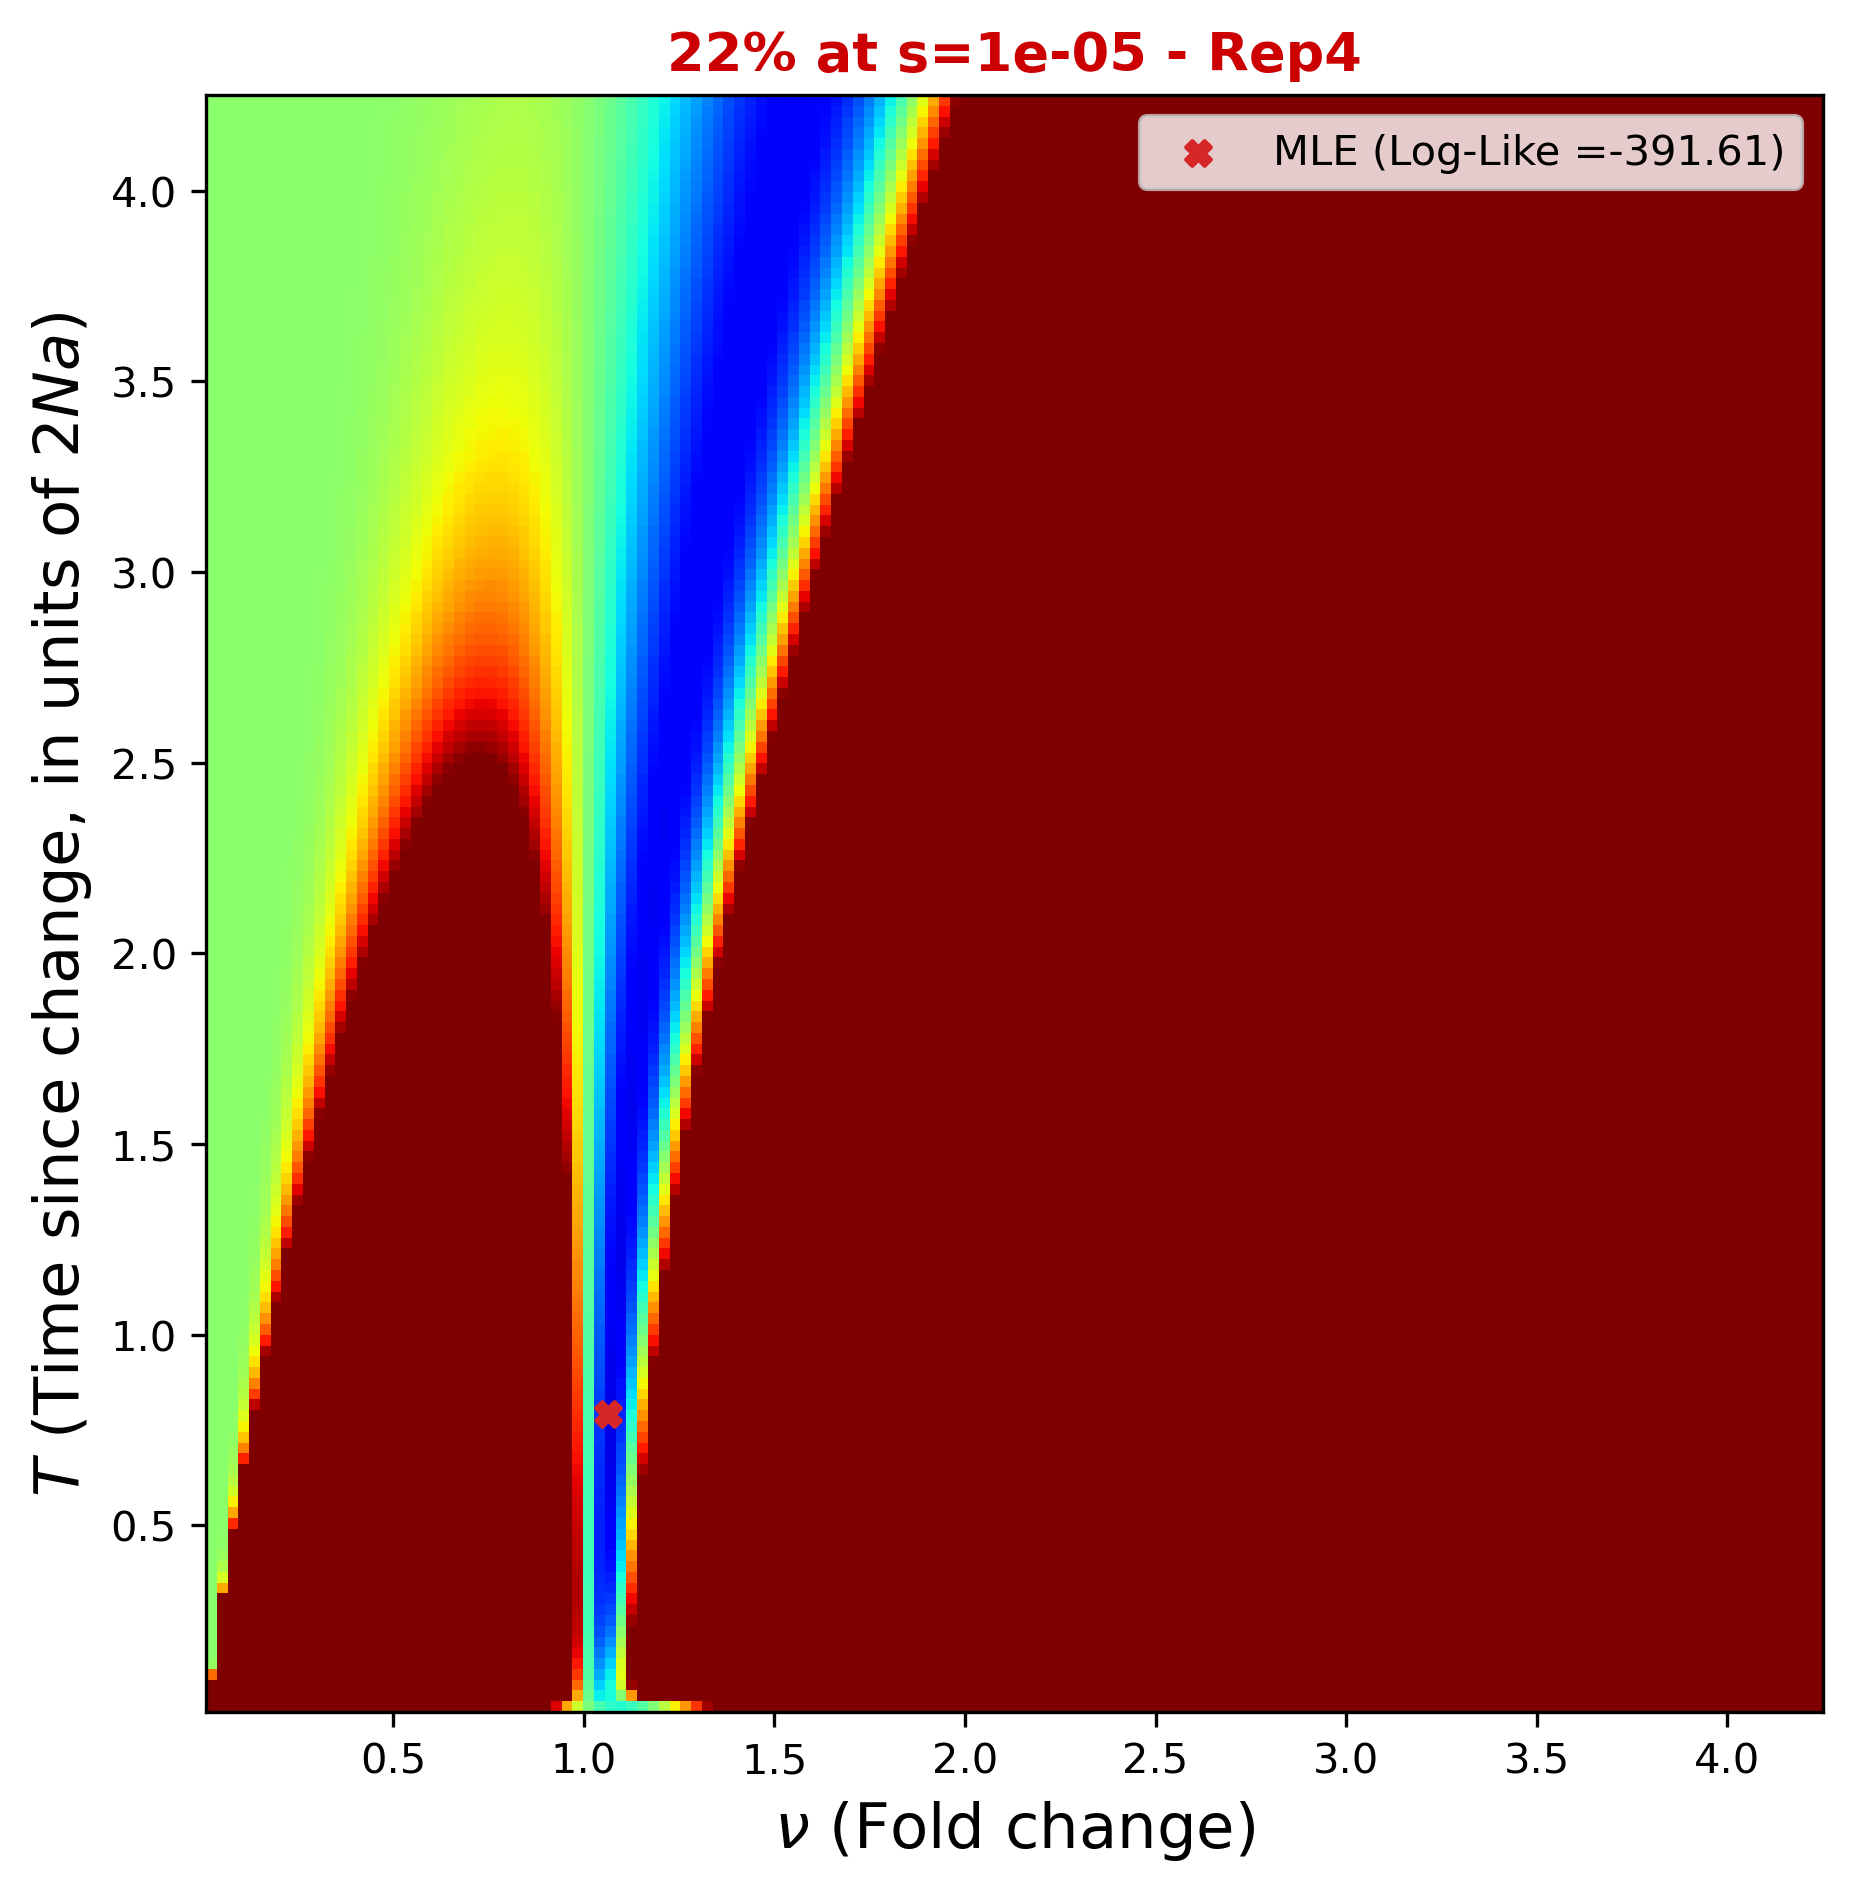 22% at s=1e-05 - Rep4
MLE (Log-Like =-391.61)
T (Time since change, in units of 2Na)
4.0
3.5
3.0
2.5
2.0
1.5
1.0
0.5
0.5 1.0 1.5 2.0 2.5 3.0 3.5 4.0
ν (Fold change)